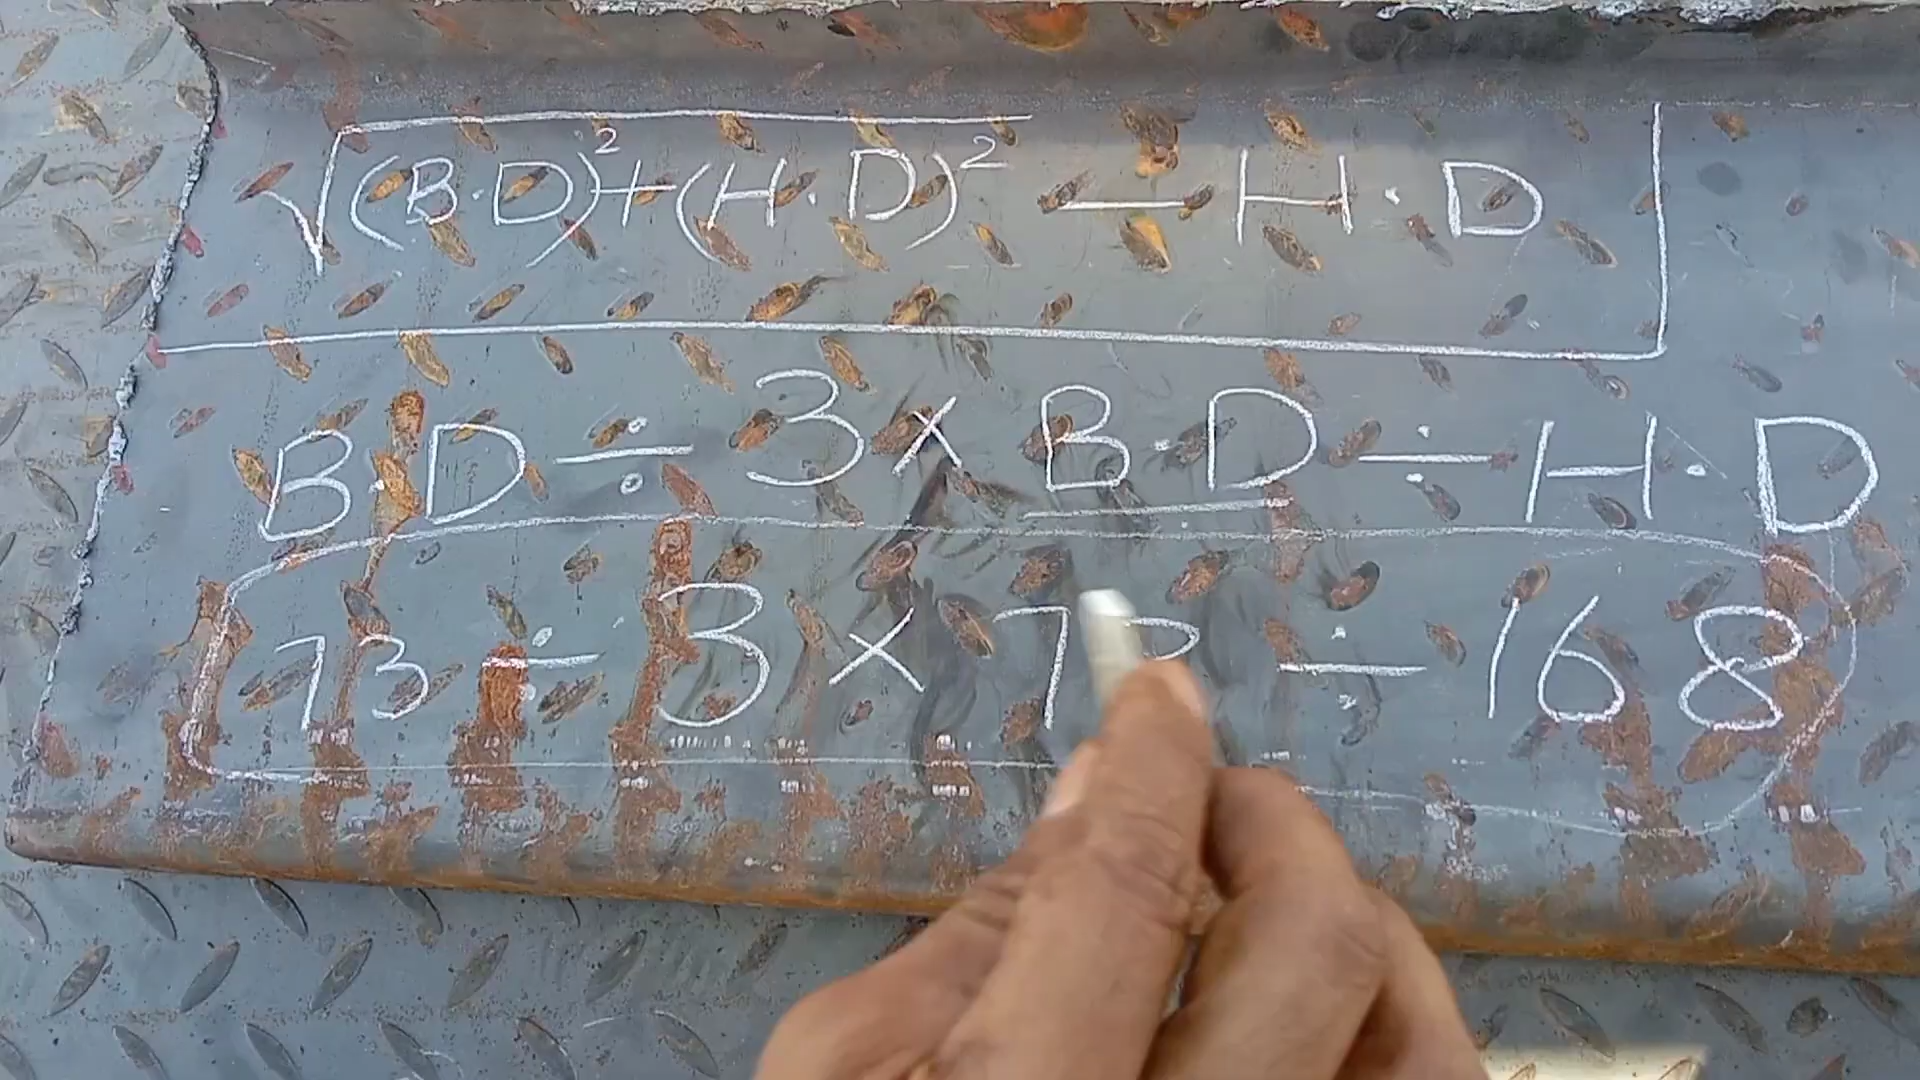 √(B·D)²+(H·D)² — H·D
B·D ÷ 3 × B·D ÷ H·D
73 ÷ 3 × 7 ÷ 168